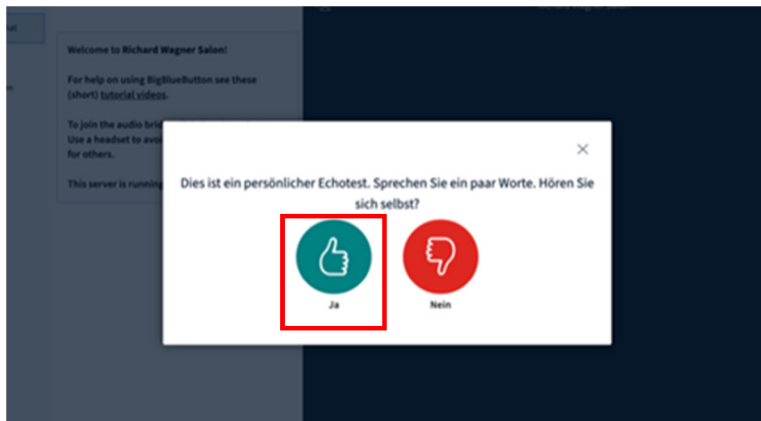 Welcome to Richard Wagner Salon!
For help on using BigBlueButton see these
(short) tutorial videos.
To join the audio brid
Use a headset to avoi
for others.
This server is running
Dies ist ein persönlicher Echotest. Sprechen Sie ein paar Worte. Hören Sie
sich selbst?
Ja
Nein